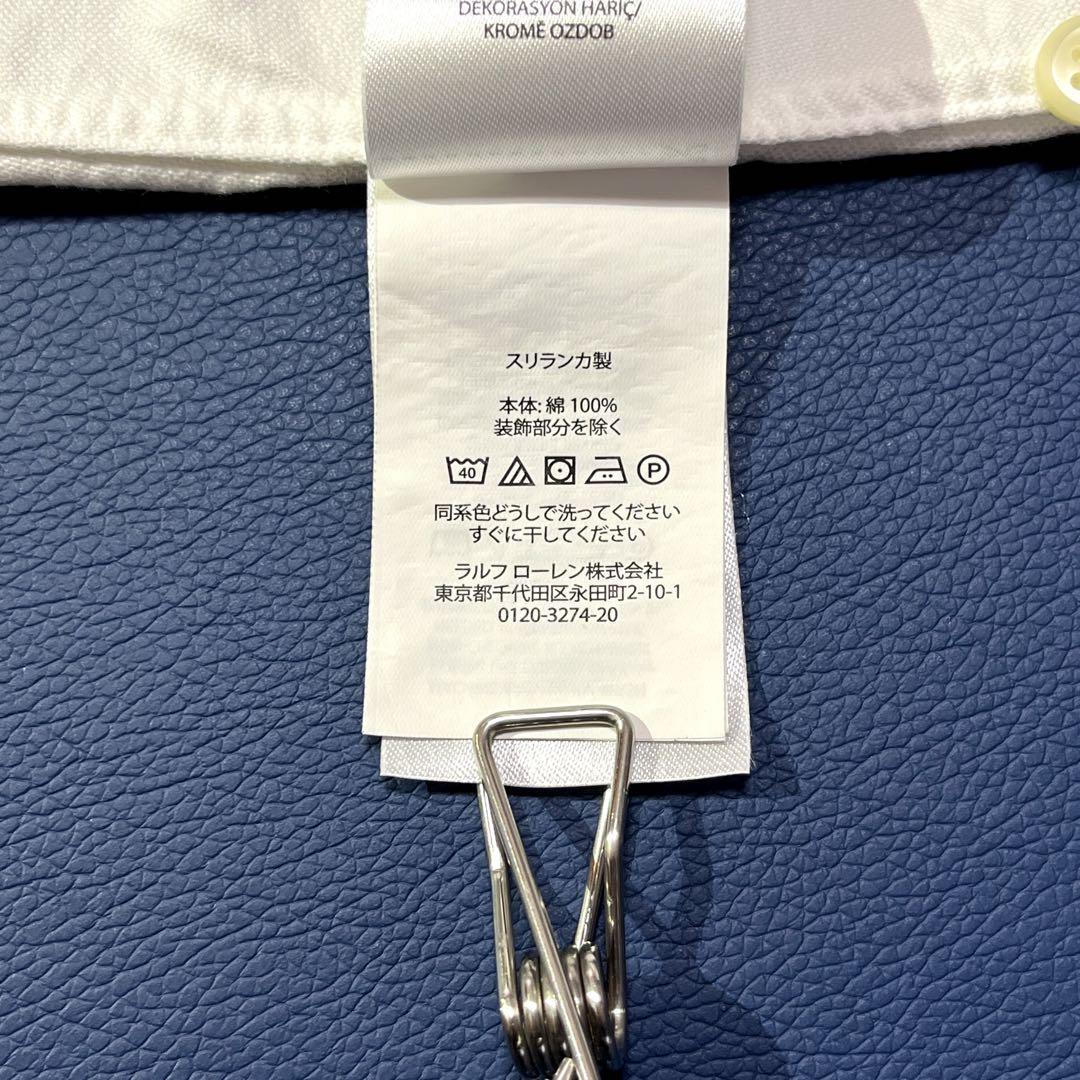 DEKORASYON HARİÇ/
KROMĚ OZDOB
スリランカ製
本体: 綿 100%
装飾部分を除く
40 P
同系色どうしで洗ってください
すぐに干してください
ラルフ ローレン株式会社
東京都千代田区永田町2-10-1
0120-3274-20